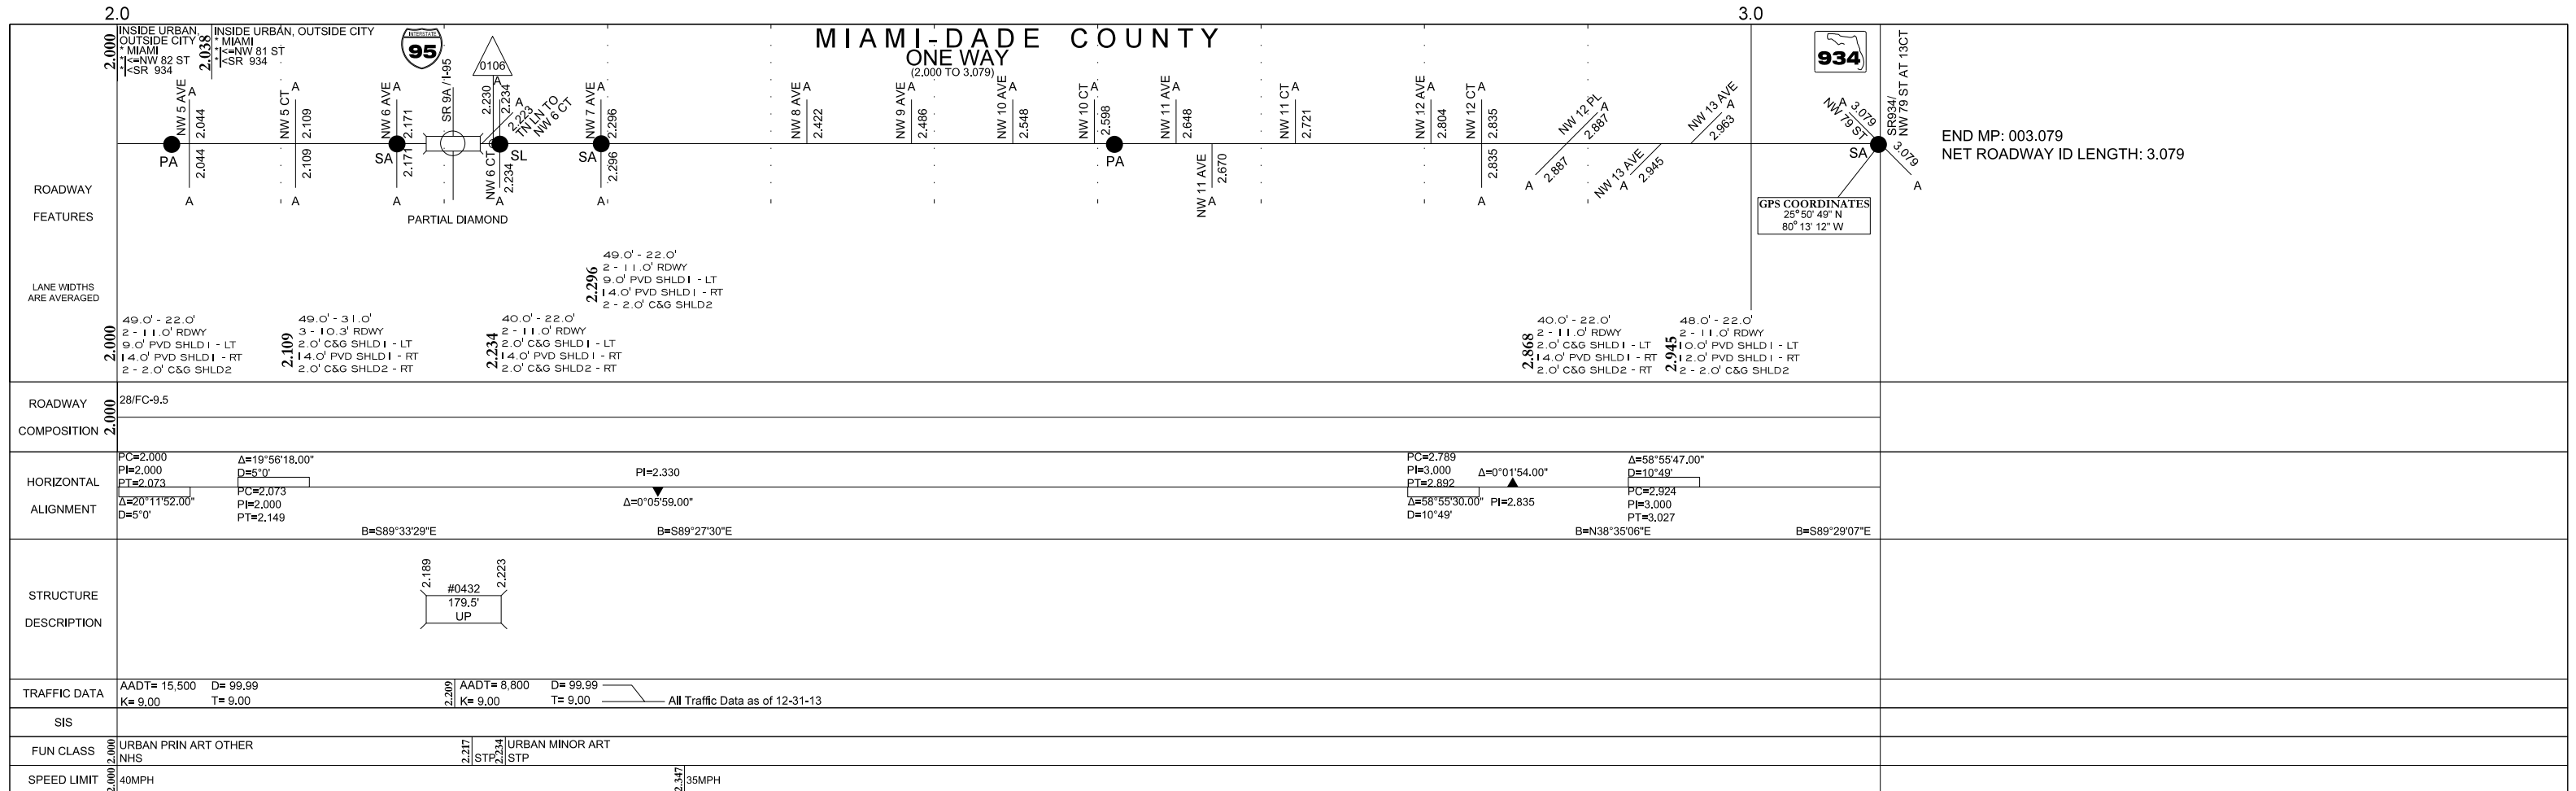 2.0
3.0
2.000
INSIDE URBAN,
OUTSIDE CITY
* MIAMI
*|<=NW 82 ST
*|<SR 934
2.038
INSIDE URBAN, OUTSIDE CITY
* MIAMI
*|<=NW 81 ST
*|<SR 934
INTERSTATE
95
SR 9A / I-95
0106
MIAMI-DADE COUNTY
ONE WAY
(2.000 TO 3.079)
934
NW 5 AVE
A
2.044
NW 5 CT
A
2.109
NW 6 AVE
A
2.171
2.230
A
2.234
A
2.223
TN LN TO
NW 6 CT
NW 7 AVE
A
2.296
NW 8 AVE
A
2.422
NW 9 AVE
A
2.486
NW 10 AVE
A
2.548
NW 10 CT
A
2.598
NW 11 AVE
A
2.648
NW 11 CT
A
2.721
NW 12 AVE
A
2.804
NW 12 CT
A
2.835
NW 12 PL
A
2.887
NW 13 AVE
A
2.963
A
3.079
NW 79 ST
SR934/
NW 79 ST AT 13CT
END MP: 003.079
NET ROADWAY ID LENGTH: 3.079
PA
2.044
A
2.109
A
SA
2.171
A
NW 6 CT
2.234
A
SL
SA
2.296
A
PA
NW 11 AVE
2.670
A
2.835
A
A
2.887
NW 13 AVE
A
2.945
SA
3.079
A
PARTIAL DIAMOND
GPS COORDINATES
25° 50' 49" N
80° 13' 12" W
ROADWAY
FEATURES
LANE WIDTHS
ARE AVERAGED
2.296
49.0' - 22.0'
2 - 11.0' RDWY
9.0' PVD SHLD1 - LT
14.0' PVD SHLD1 - RT
2 - 2.0' C&G SHLD2
2.000
49.0' - 22.0'
2 - 11.0' RDWY
9.0' PVD SHLD1 - LT
14.0' PVD SHLD1 - RT
2 - 2.0' C&G SHLD2
2.109
49.0' - 31.0'
3 - 10.3' RDWY
2.0' C&G SHLD1 - LT
14.0' PVD SHLD1 - RT
2.0' C&G SHLD2 - RT
2.234
40.0' - 22.0'
2 - 11.0' RDWY
2.0' C&G SHLD1 - LT
14.0' PVD SHLD1 - RT
2.0' C&G SHLD2 - RT
2.868
40.0' - 22.0'
2 - 11.0' RDWY
2.0' C&G SHLD1 - LT
14.0' PVD SHLD1 - RT
2.0' C&G SHLD2 - RT
2.945
48.0' - 22.0'
2 - 11.0' RDWY
10.0' PVD SHLD1 - LT
12.0' PVD SHLD1 - RT
2 - 2.0' C&G SHLD2
ROADWAY
COMPOSITION
2.000
28/FC-9.5
HORIZONTAL
ALIGNMENT
PC=2.000
PI=2.000
PT=2.073
Δ=20°11'52.00"
D=5°0'
Δ=19°56'18.00"
D=5°0'
PC=2.073
PI=2.000
PT=2.149
B=S89°33'29"E
PI=2.330
Δ=0°05'59.00"
B=S89°27'30"E
PC=2.789
PI=3.000
PT=2.892
Δ=58°55'30.00"
D=10°49'
Δ=0°01'54.00"
PI=2.835
Δ=58°55'47.00"
D=10°49'
PC=2.924
PI=3.000
PT=3.027
B=N38°35'06"E
B=S89°29'07"E
STRUCTURE
DESCRIPTION
2.189
2.223
#0432
179.5'
UP
TRAFFIC DATA
AADT= 15,500 D= 99.99
K= 9.00 T= 9.00
2.209
AADT= 8,800 D= 99.99
K= 9.00 T= 9.00
All Traffic Data as of 12-31-13
SIS
FUN CLASS
2.000
URBAN PRIN ART OTHER
NHS
2.217
STP
2.234
URBAN MINOR ART
STP
SPEED LIMIT
2.000
40MPH
2.347
35MPH